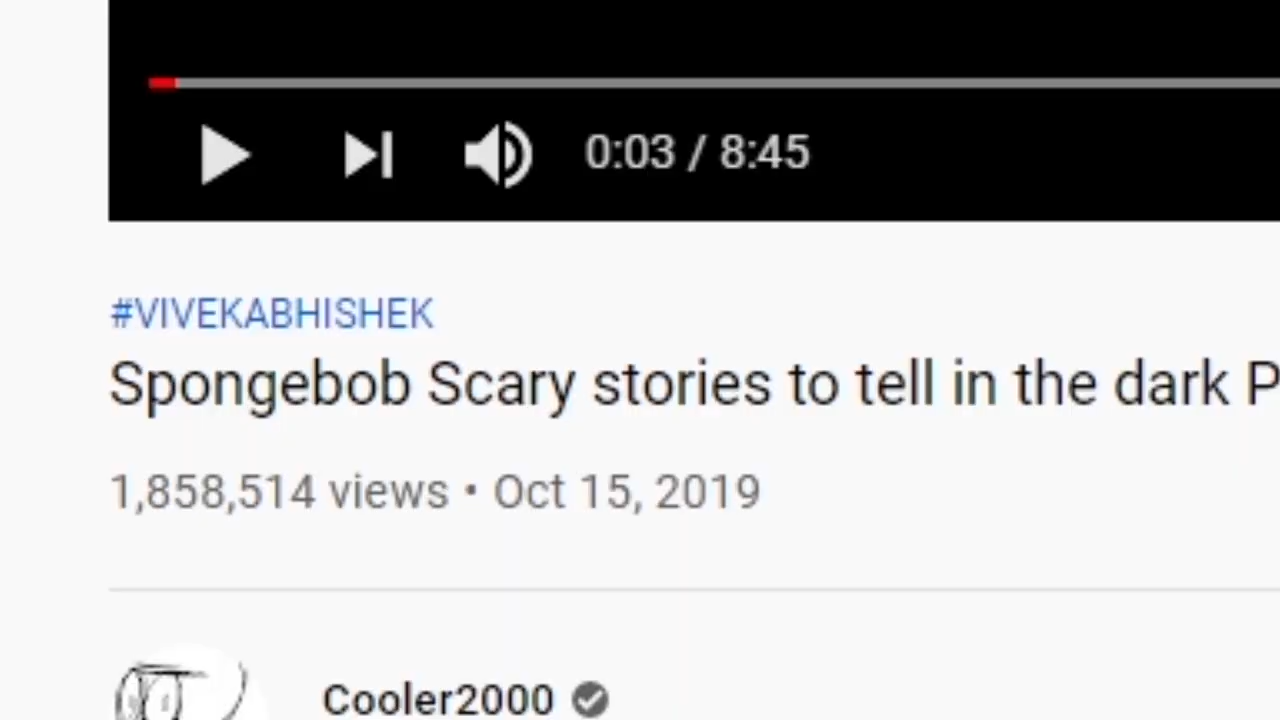 0:03 / 8:45
#VIVEKABHISHEK
Spongebob Scary stories to tell in the dark P
1,858,514 views • Oct 15, 2019
Cooler2000